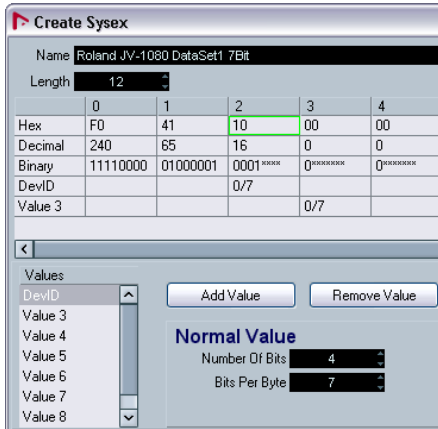 Create Sysex
Name Roland JV-1080 DataSet1 7Bit
Length 12
0 1 2 3 4
Hex F0 41 10 00 00
Decimal 240 65 16 0 0
Binary 11110000 01000001 0001**** 0******* 0*******
DevID 0/7
Value 3 0/7
Values
DevID
Value 3
Value 4
Value 5
Value 6
Value 7
Value 8
Add Value Remove Value
Normal Value
Number Of Bits 4
Bits Per Byte 7